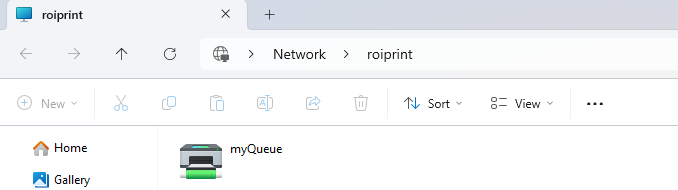 roiprint
Network
roiprint
New
Sort
View
Home
Gallery
myQueue